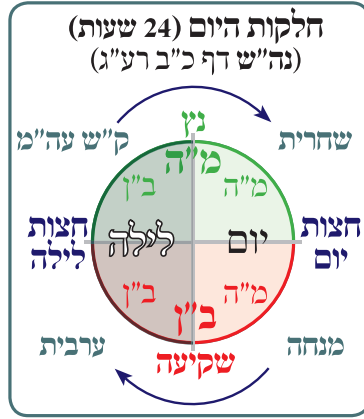 חלקות היום (24 שעות)
(נה"ש דף כ"ב רע"ג)
נץ
שחרית
ק"ש עה"מ
מ"ה
מ"ה
ב"ן
חצות יום
יום
לילה
חצות לילה
מ"ה
ב"ן
ב"ן
מנחה
ערבית
שקיעה